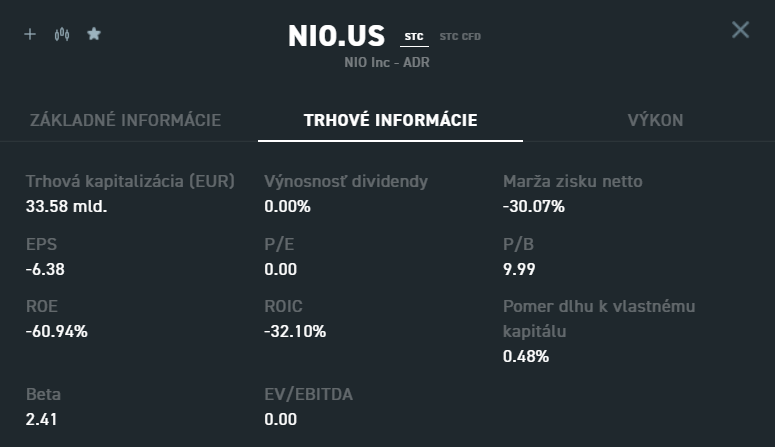 NIO.US STC STC CFD
NIO Inc - ADR
ZÁKLADNÉ INFORMÁCIE TRHOVÉ INFORMÁCIE VÝKON
Trhová kapitalizácia (EUR) Výnosnosť dividendy Marža zisku netto
33.58 mld. 0.00% -30.07%
EPS P/E P/B
-6.38 0.00 9.99
ROE ROIC Pomer dlhu k vlastnému
kapitálu
-60.94% -32.10%
0.48%
Beta EV/EBITDA
2.41 0.00